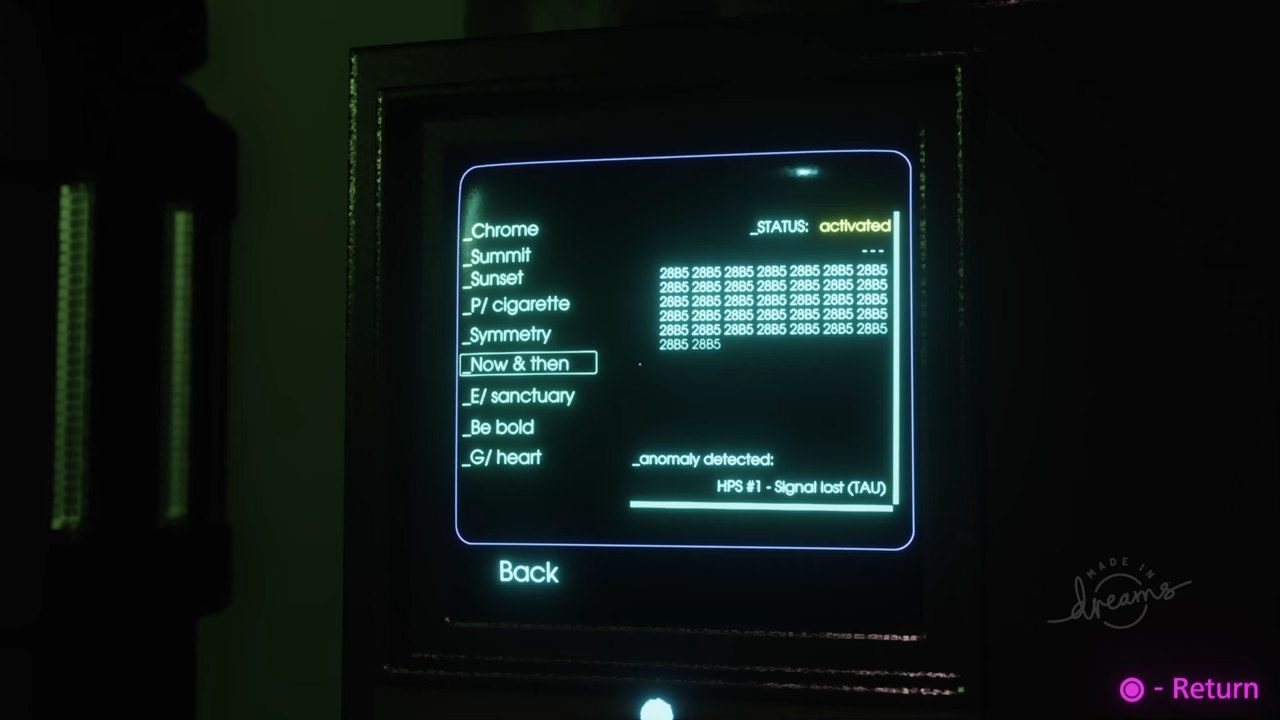 _Chrome
_Summit
_Sunset
_P/ cigarette
_Symmetry
_Now & then
_E/ sanctuary
_Be bold
_G/ heart
_STATUS: activated
---
28B5 28B5 28B5 28B5 28B5 28B5 28B5
28B5 28B5 28B5 28B5 28B5 28B5 28B5
28B5 28B5 28B5 28B5 28B5 28B5 28B5
28B5 28B5 28B5 28B5 28B5 28B5 28B5
28B5 28B5 28B5 28B5 28B5 28B5 28B5
28B5 28B5
_anomaly detected:
HPS #1 - Signal lost (TAU)
Back
MADE IN
dreams
- Return